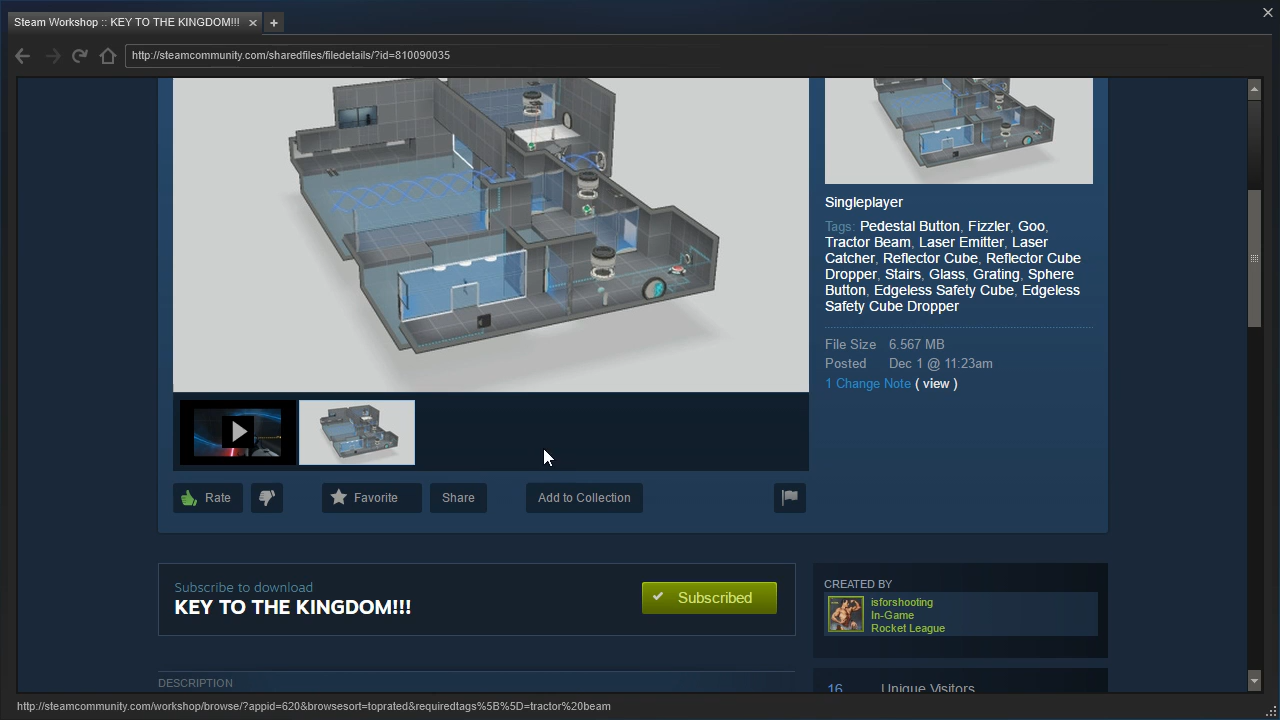 Steam Workshop :: KEY TO THE KINGDOM!!!
http://steamcommunity.com/sharedfiles/filedetails/?id=810090035
Singleplayer
Tags: Pedestal Button, Fizzler, Goo,
Tractor Beam, Laser Emitter, Laser
Catcher, Reflector Cube, Reflector Cube
Dropper, Stairs, Glass, Grating, Sphere
Button, Edgeless Safety Cube, Edgeless
Safety Cube Dropper
File Size 6.567 MB
Posted Dec 1 @ 11:23am
1 Change Note ( view )
Rate
Favorite
Share
Add to Collection
Subscribe to download
KEY TO THE KINGDOM!!!
Subscribed
CREATED BY
isforshooting
In-Game
Rocket League
DESCRIPTION
16 Unique Visitors
http://steamcommunity.com/workshop/browse/?appid=620&browsesort=toprated&requiredtags%5B%5D=tractor%20beam